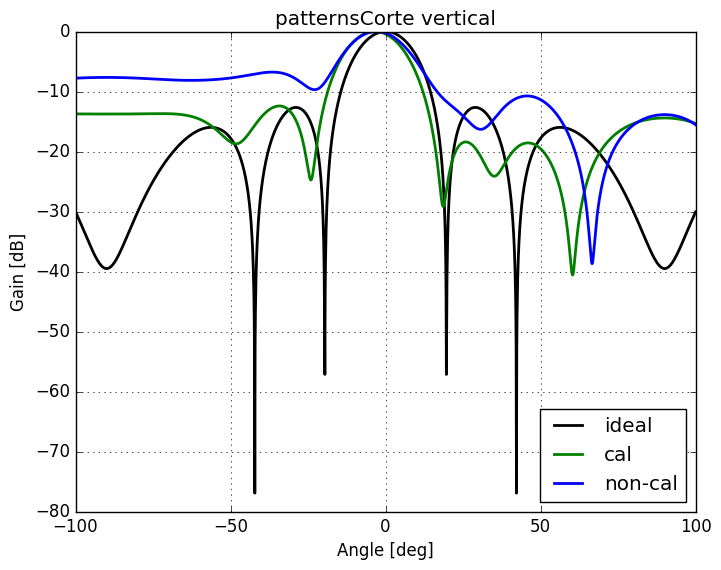 patternsCorte vertical
0
−10
−20
−30
−40
−50
−60
−70
−80
Gain [dB]
−100
−50
0
50
100
Angle [deg]
ideal
cal
non-cal